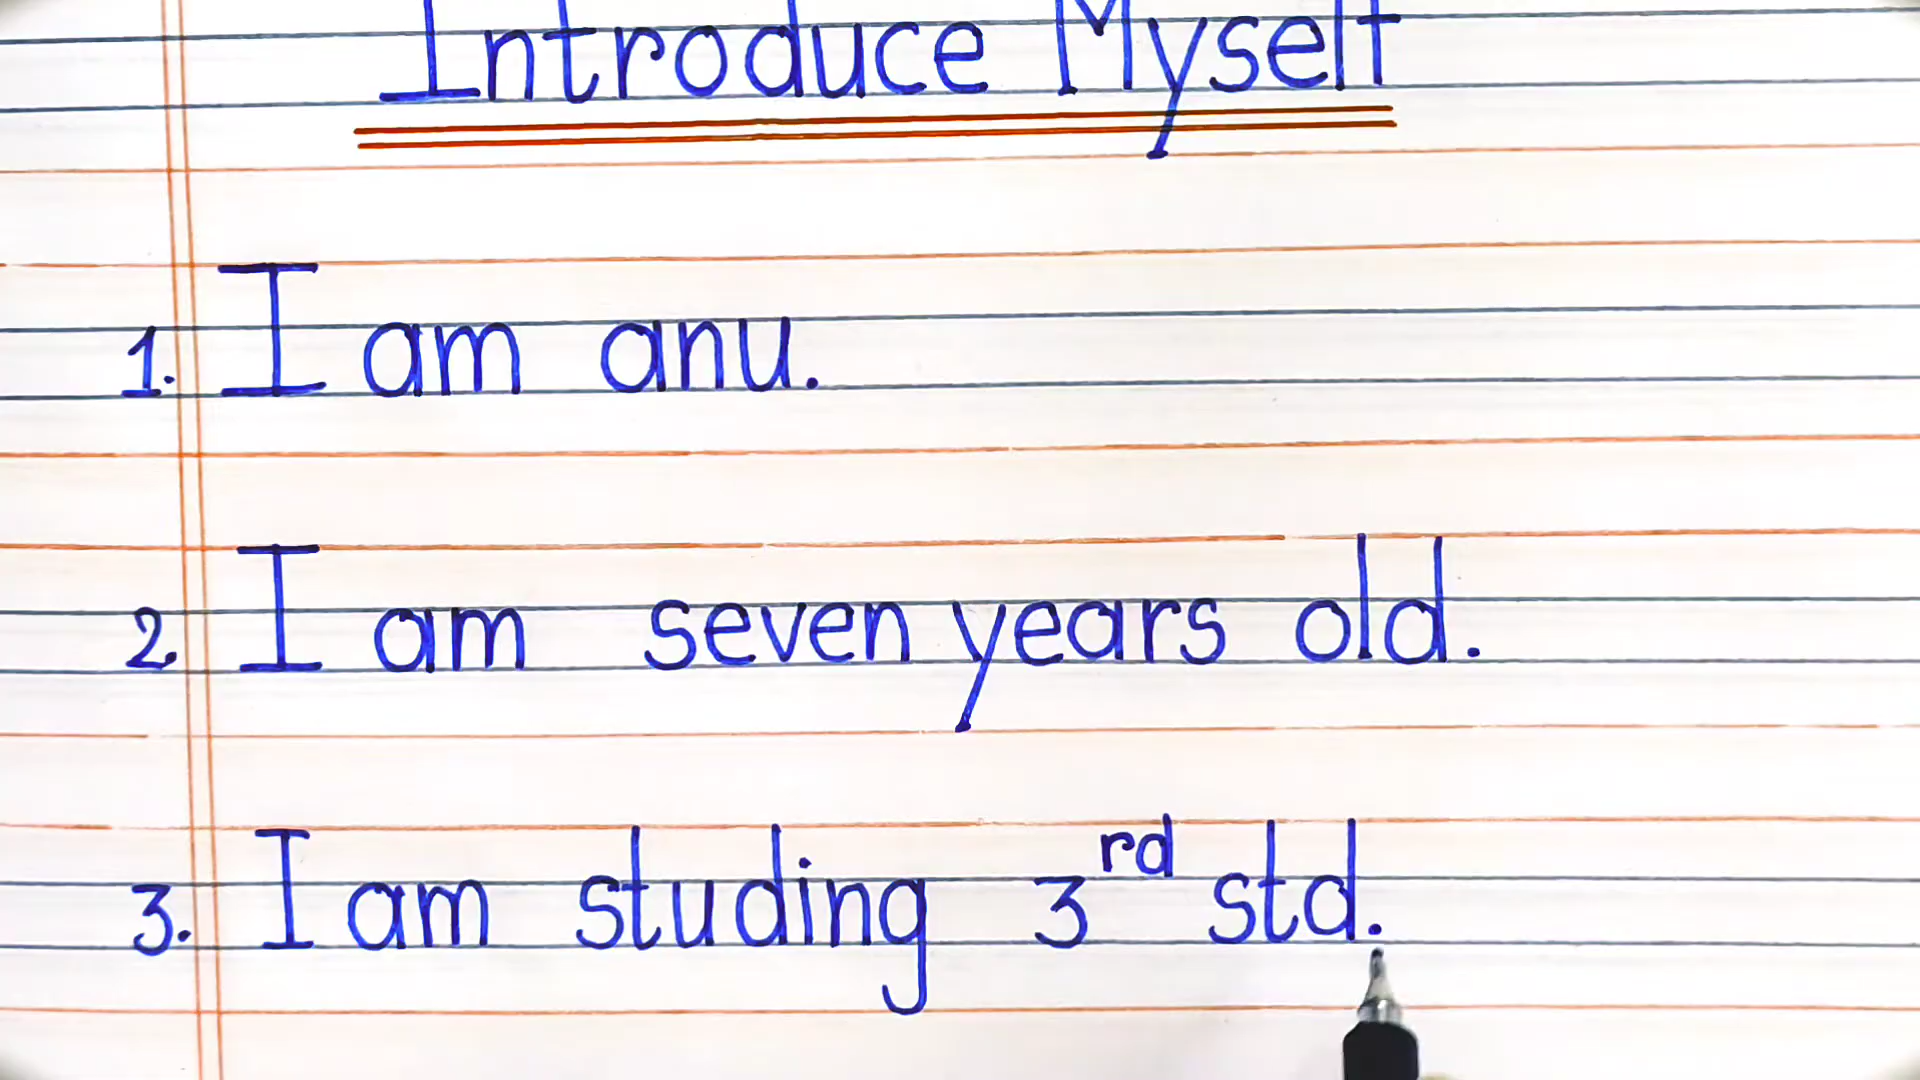 Introduce Myself
1. I am anu.
2. I am seven years old.
3. I am studing 3rd std.